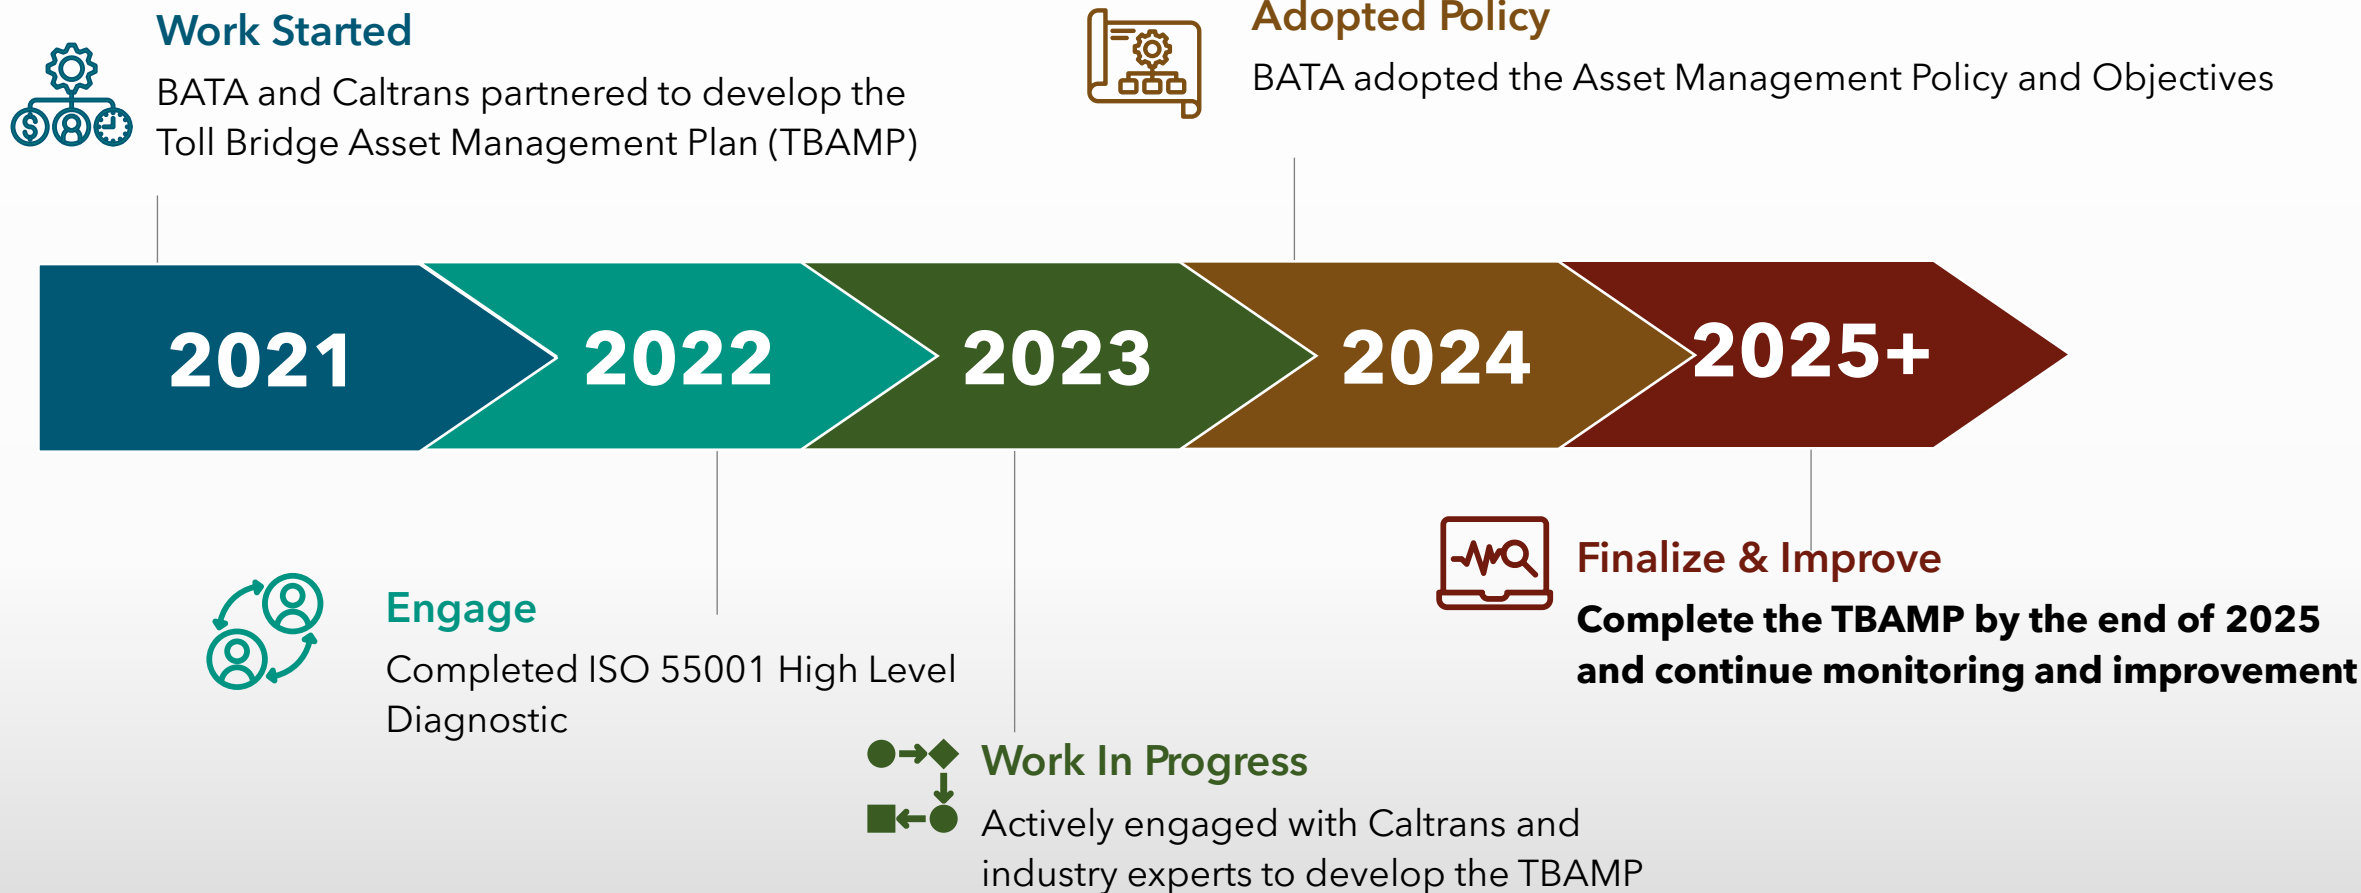 Work Started
BATA and Caltrans partnered to develop the
Toll Bridge Asset Management Plan (TBAMP)
Adopted Policy
BATA adopted the Asset Management Policy and Objectives
2021
2022
2023
2024
2025+
Engage
Completed ISO 55001 High Level
Diagnostic
Work In Progress
Actively engaged with Caltrans and
industry experts to develop the TBAMP
Finalize & Improve
Complete the TBAMP by the end of 2025
and continue monitoring and improvement